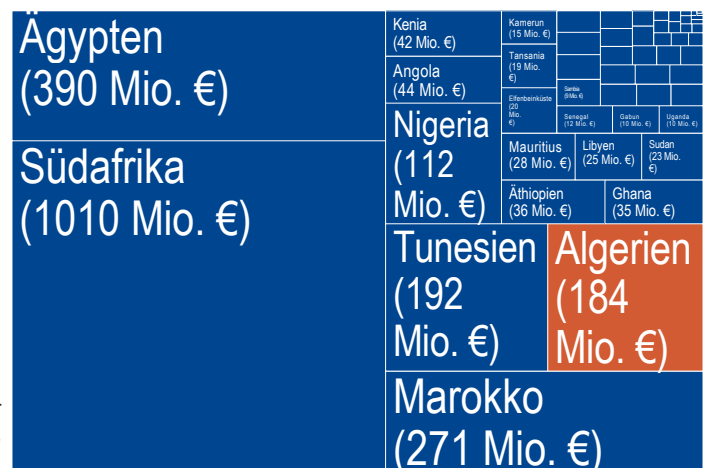 Ägypten
(390 Mio. €)
Südafrika
(1010 Mio. €)
Kenia
(42 Mio. €)
Angola
(44 Mio. €)
Nigeria
(112
Mio. €)
Kamerun
(15 Mio. €)
Tansania
(19 Mio.
€)
Elfenbeinküste
(20
Mio.
€)
Sambia
(9 Mio. €)
Senegal
(12 Mio. €)
Gabun
(10 Mio. €)
Uganda
(10 Mio. €)
Mauritius
(28 Mio. €)
Libyen
(25 Mio. €)
Sudan
(23 Mio.
€)
Äthiopien
(36 Mio. €)
Ghana
(35 Mio. €)
Tunesien
(192
Mio. €)
Algerien
(184
Mio. €)
Marokko
(271 Mio. €)